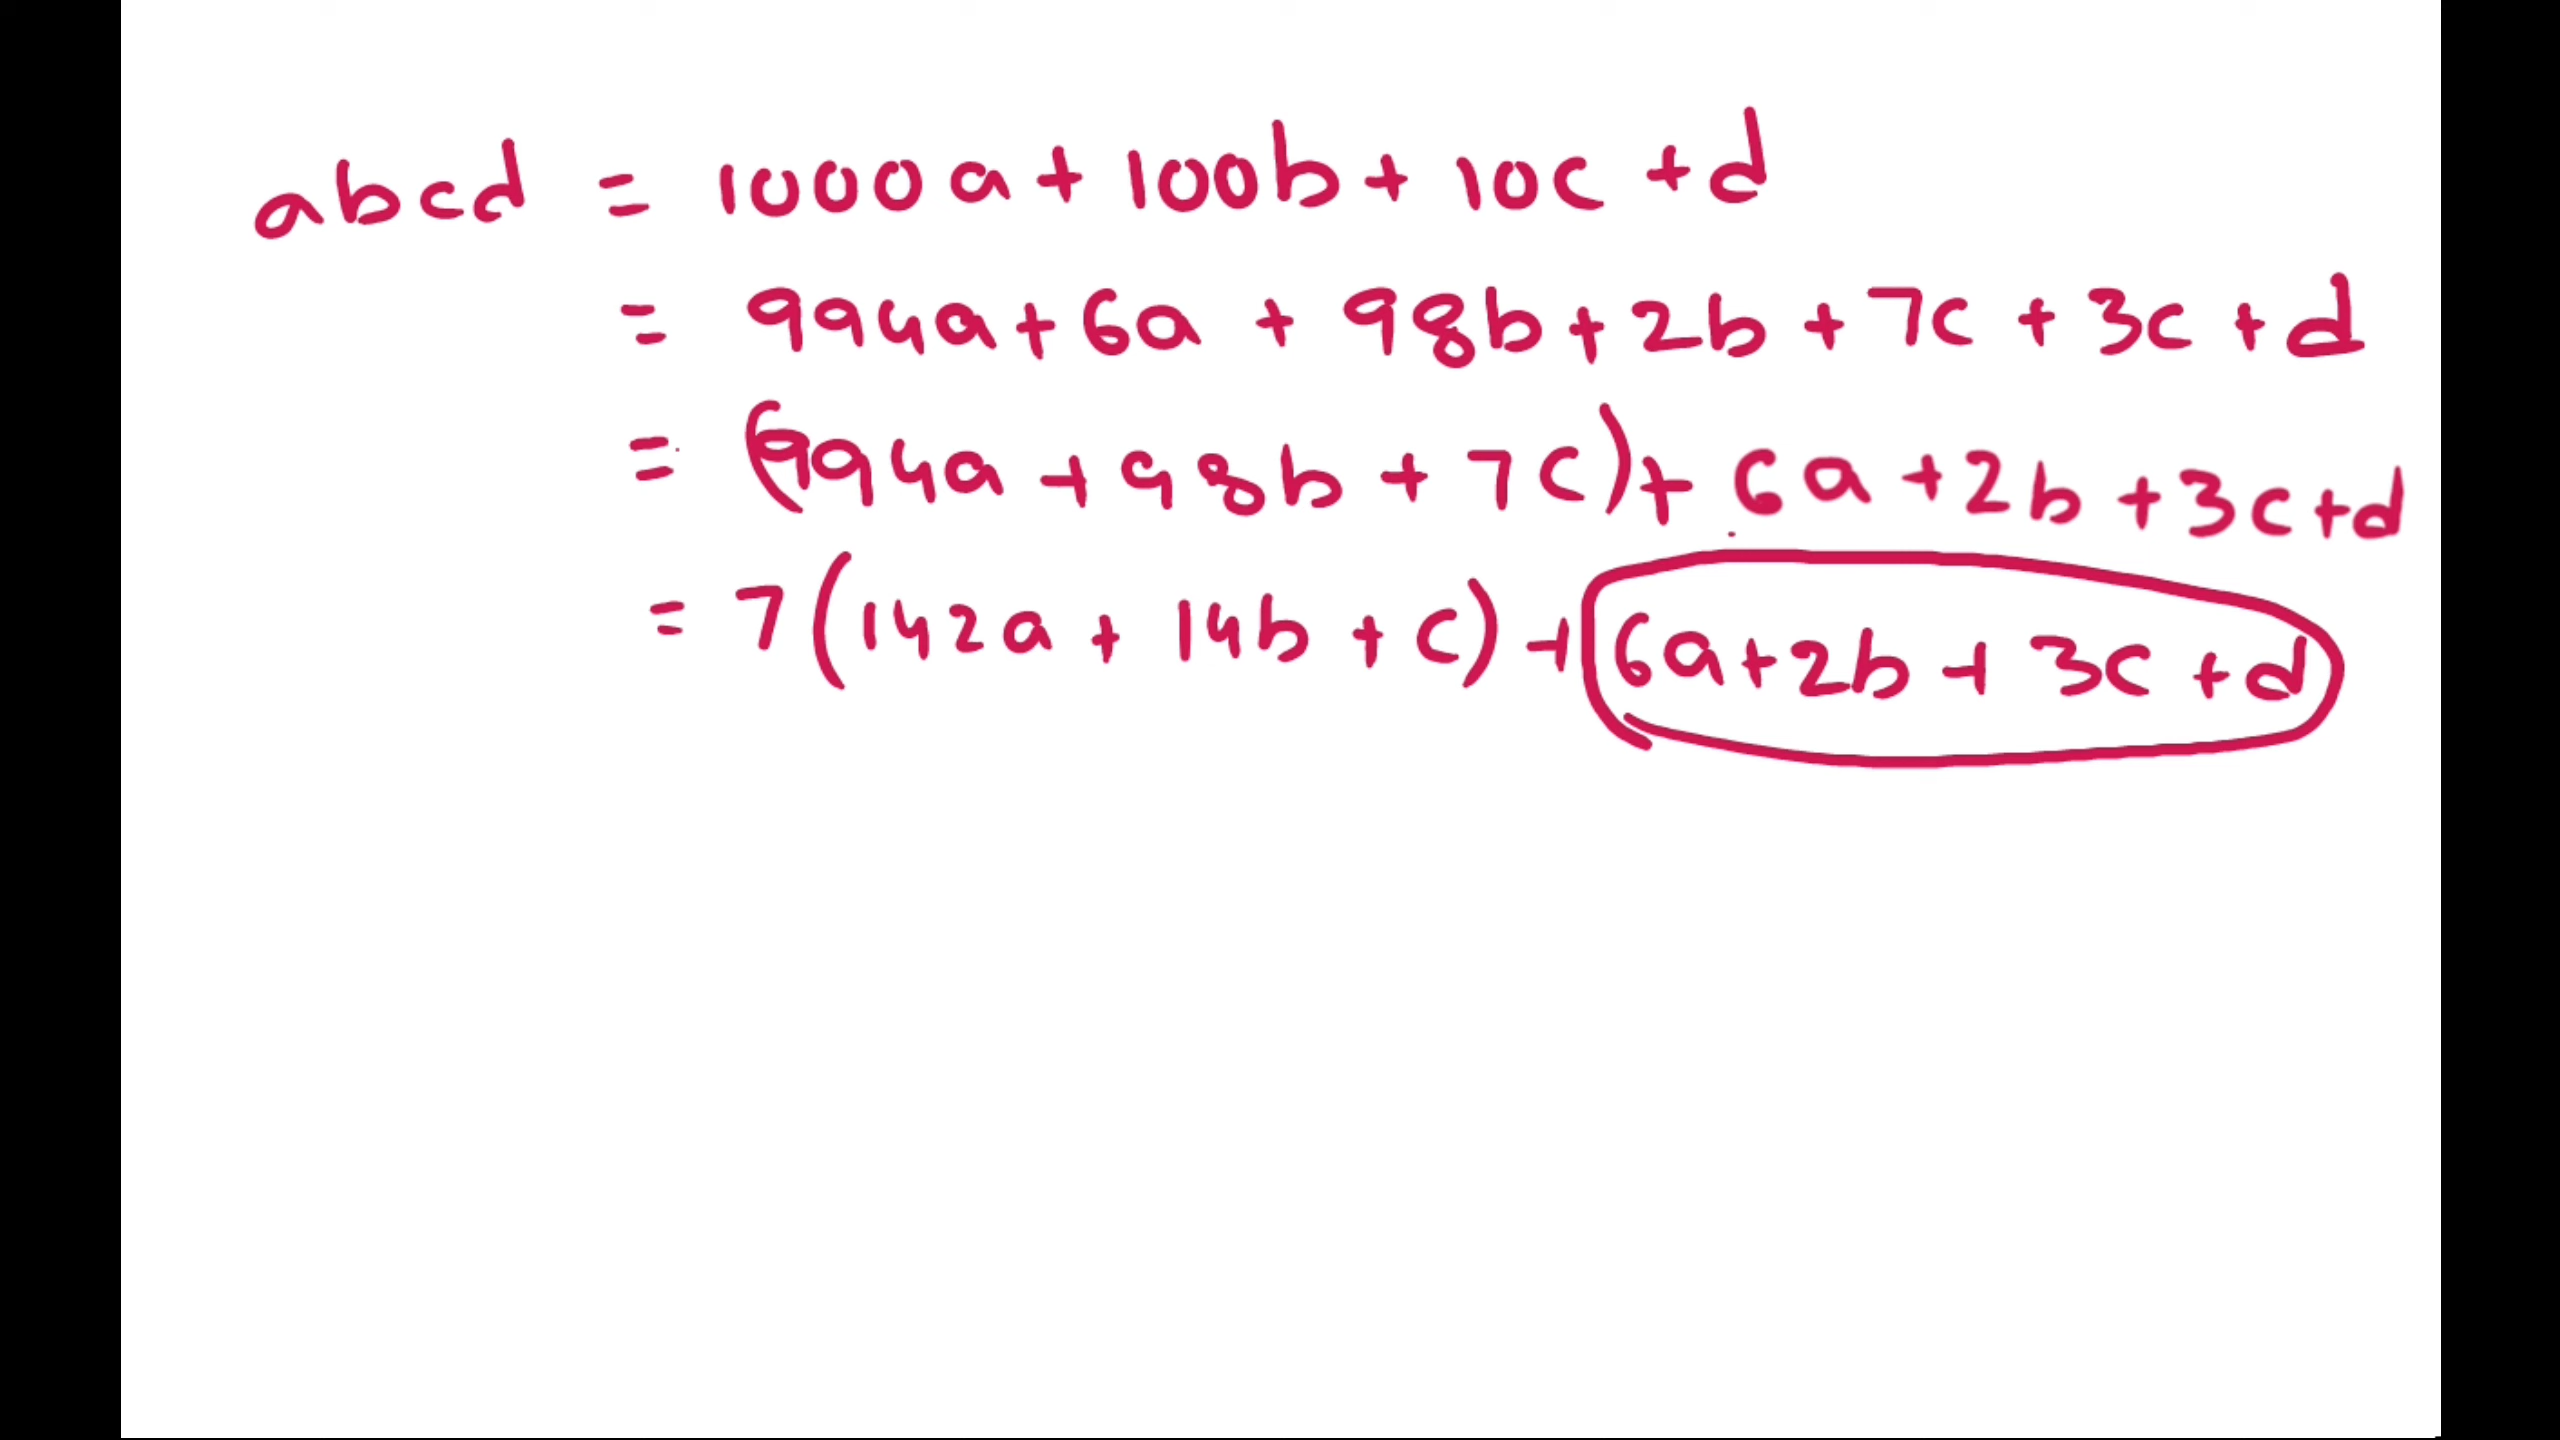 abcd = 1000a + 100b + 10c + d
= 994a + 6a + 98b + 2b + 7c + 3c + d
= (994a + 98b + 7c) + 6a + 2b + 3c + d
= 7(142a + 14b + c) + 6a + 2b + 3c + d